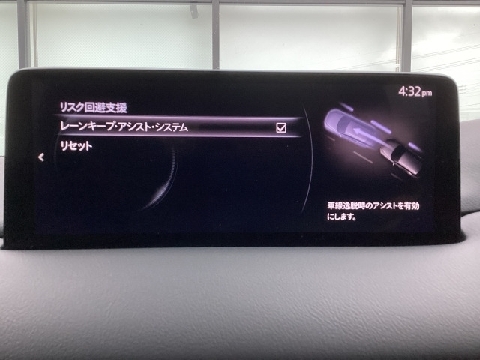 4:32pm
リスク回避支援
レーンキープ・アシスト・システム
リセット
車線逸脱時のアシストを有効
にします。